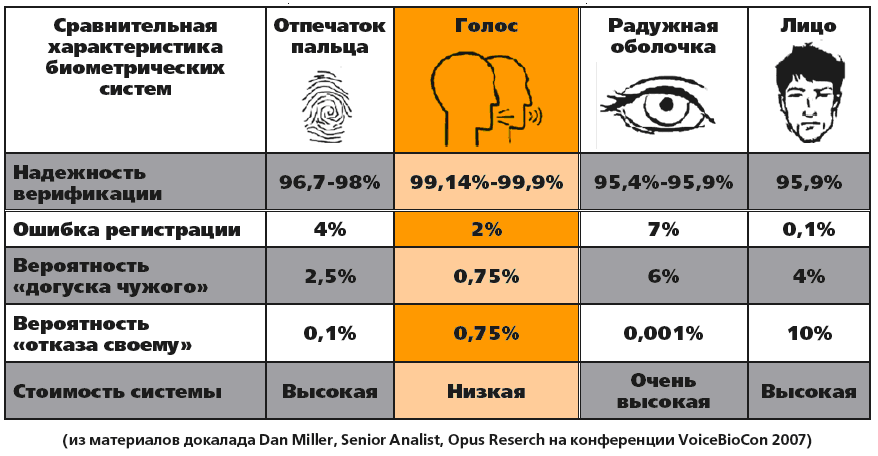 Сравнительная
характеристика
биометрических
систем
Отпечаток
пальца
Голос
Радужная
оболочка
Лицо
Надежность
верификации
96,7-98%
99,14%-99,9%
95,4%-95,9%
95,9%
Ошибка регистрации
4%
2%
7%
0,1%
Вероятность
«догуска чужого»
2,5%
0,75%
6%
4%
Вероятность
«отказа своему»
0,1%
0,75%
0,001%
10%
Стоимость системы
Высокая
Низкая
Очень
высокая
Высокая
(из материалов докалада Dan Miller, Senior Analist, Opus Reserch на конференции VoiceBioCon 2007)